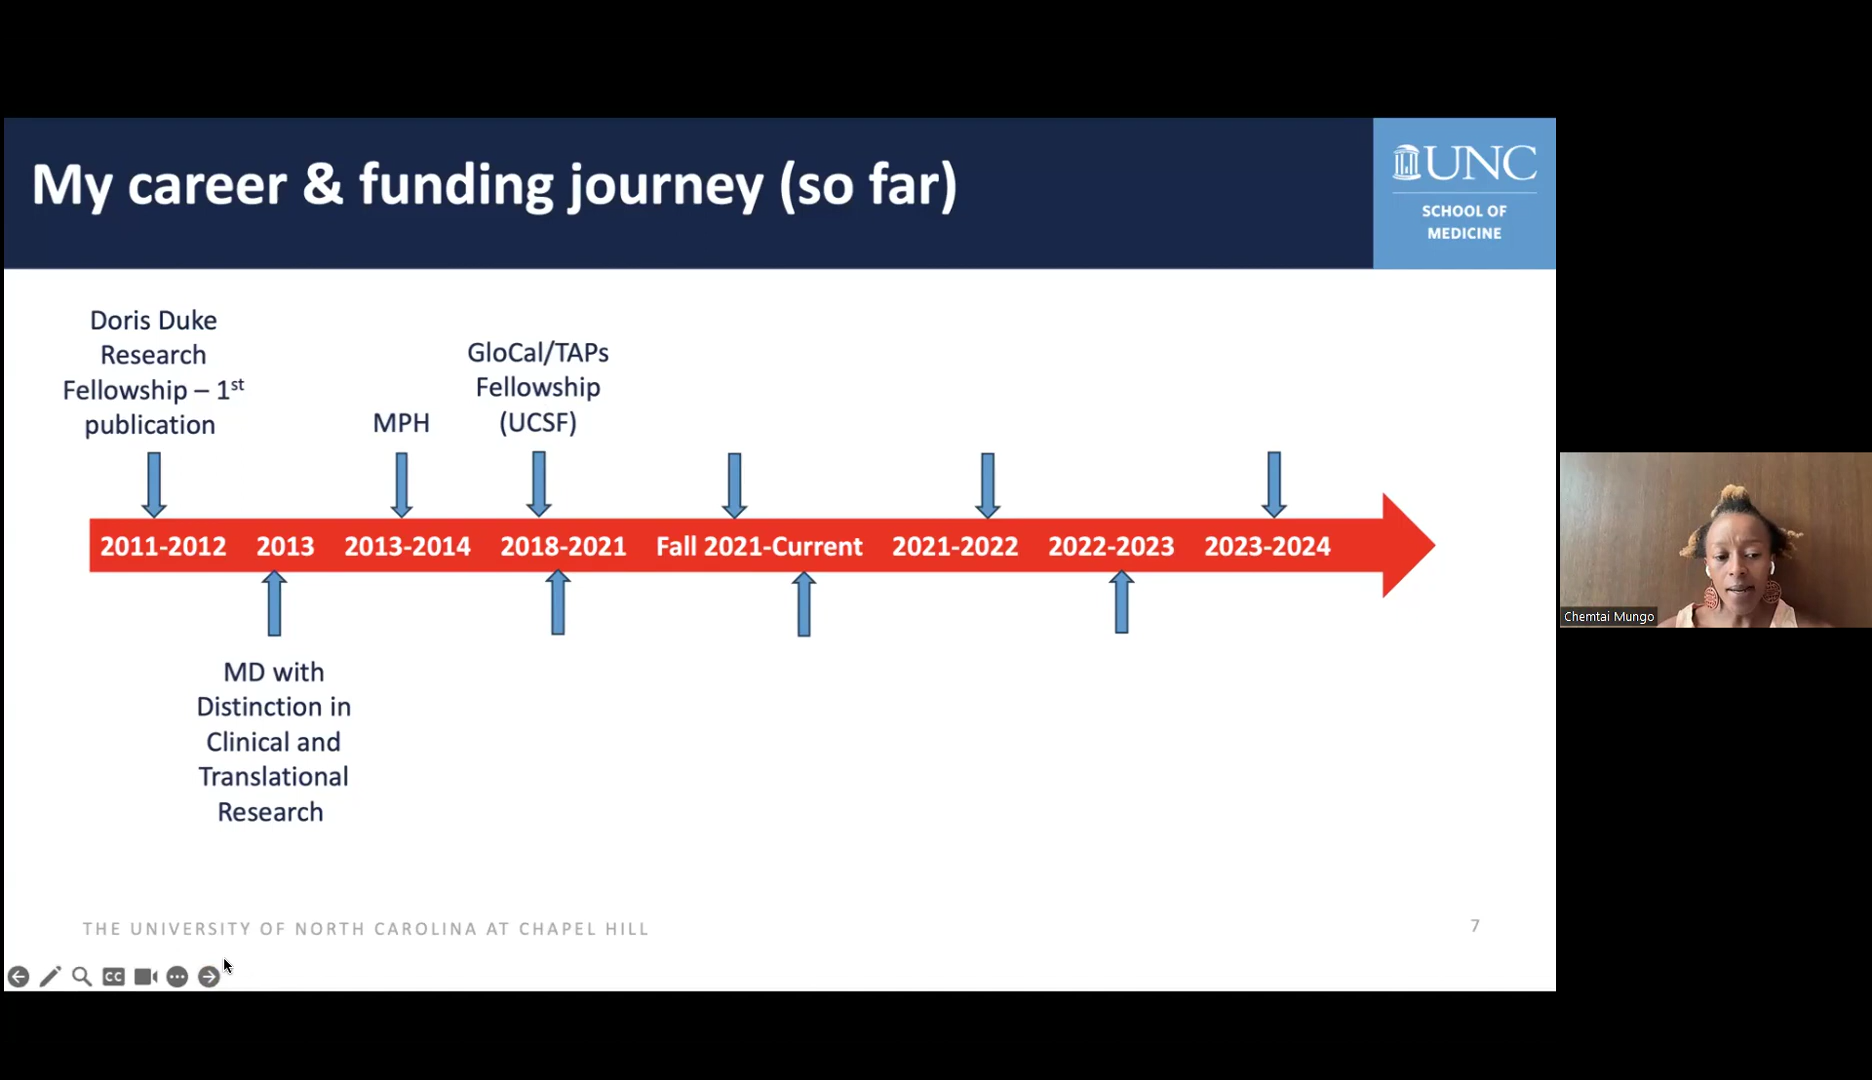 My career & funding journey (so far)
UNC
SCHOOL OF
MEDICINE
Doris Duke
Research
Fellowship – 1st
publication
MPH
GloCal/TAPs
Fellowship
(UCSF)
2011-2012 2013 2013-2014 2018-2021 Fall 2021-Current 2021-2022 2022-2023 2023-2024
MD with
Distinction in
Clinical and
Translational
Research
THE UNIVERSITY OF NORTH CAROLINA AT CHAPEL HILL
7
CC
Chemtai Mungo